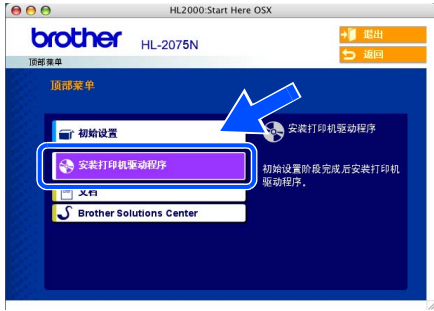 HL2000:Start Here OSX
brother
HL-2075N
退出
返回
顶部菜单
顶部菜单
初始设置
安装打印机驱动程序
文档
Brother Solutions Center
安装打印机驱动程序
初始设置阶段完成后安装打印机
驱动程序。